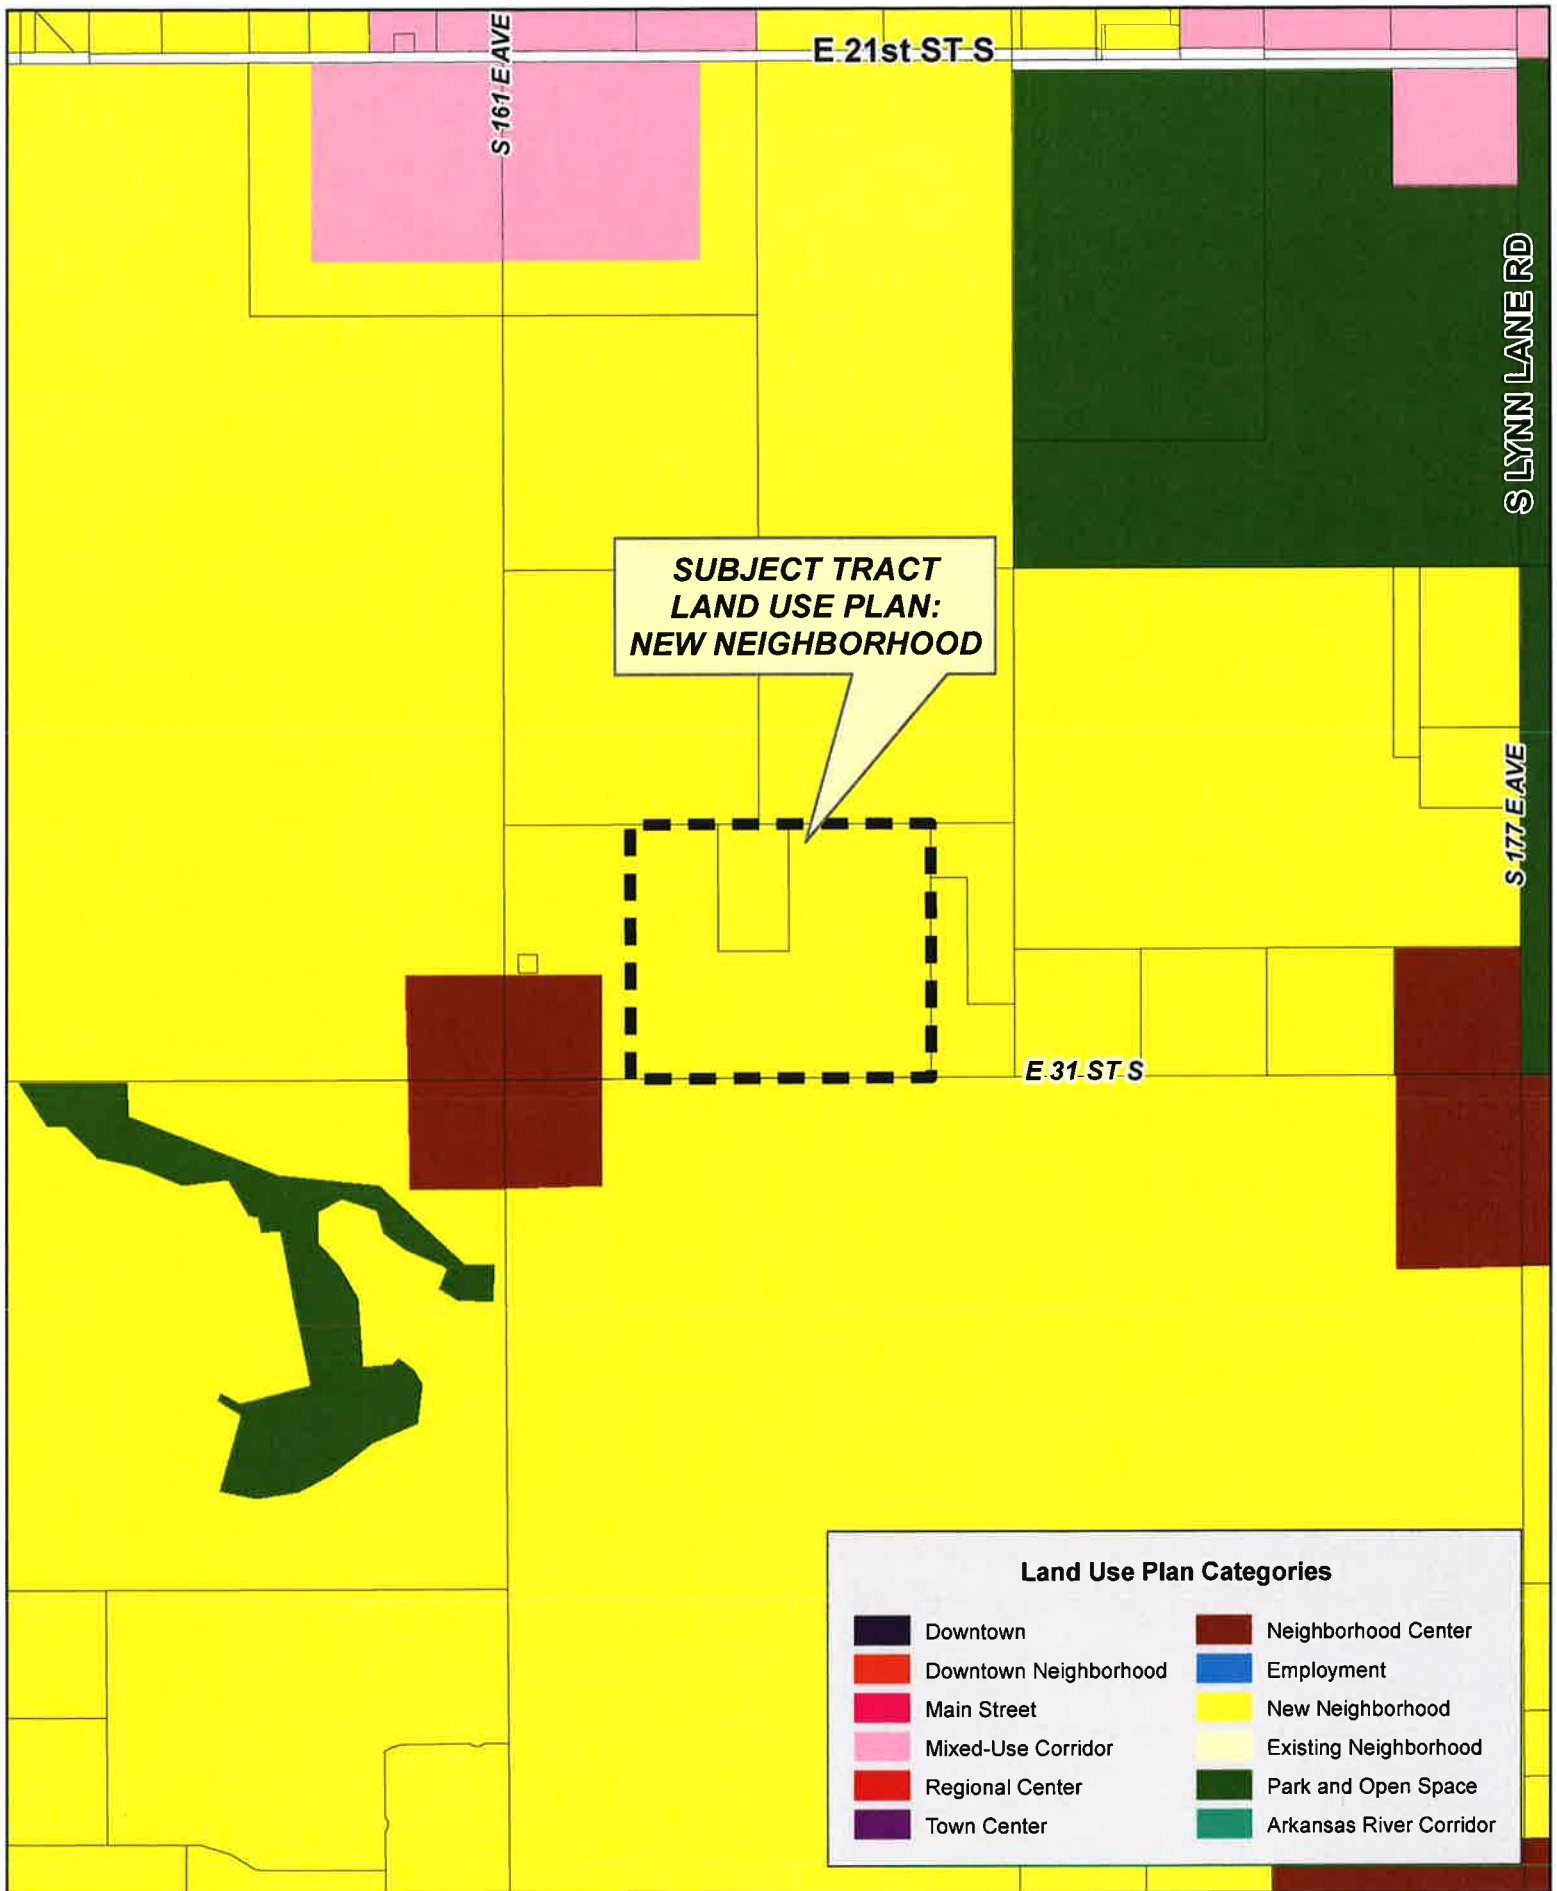 E 21st ST S
S 161 E AVE
S LYNN LANE RD
SUBJECT TRACT
LAND USE PLAN:
NEW NEIGHBORHOOD
S 177 E AVE
E 31 ST S
Land Use Plan Categories
Downtown
Downtown Neighborhood
Main Street
Mixed-Use Corridor
Regional Center
Town Center
Neighborhood Center
Employment
New Neighborhood
Existing Neighborhood
Park and Open Space
Arkansas River Corridor